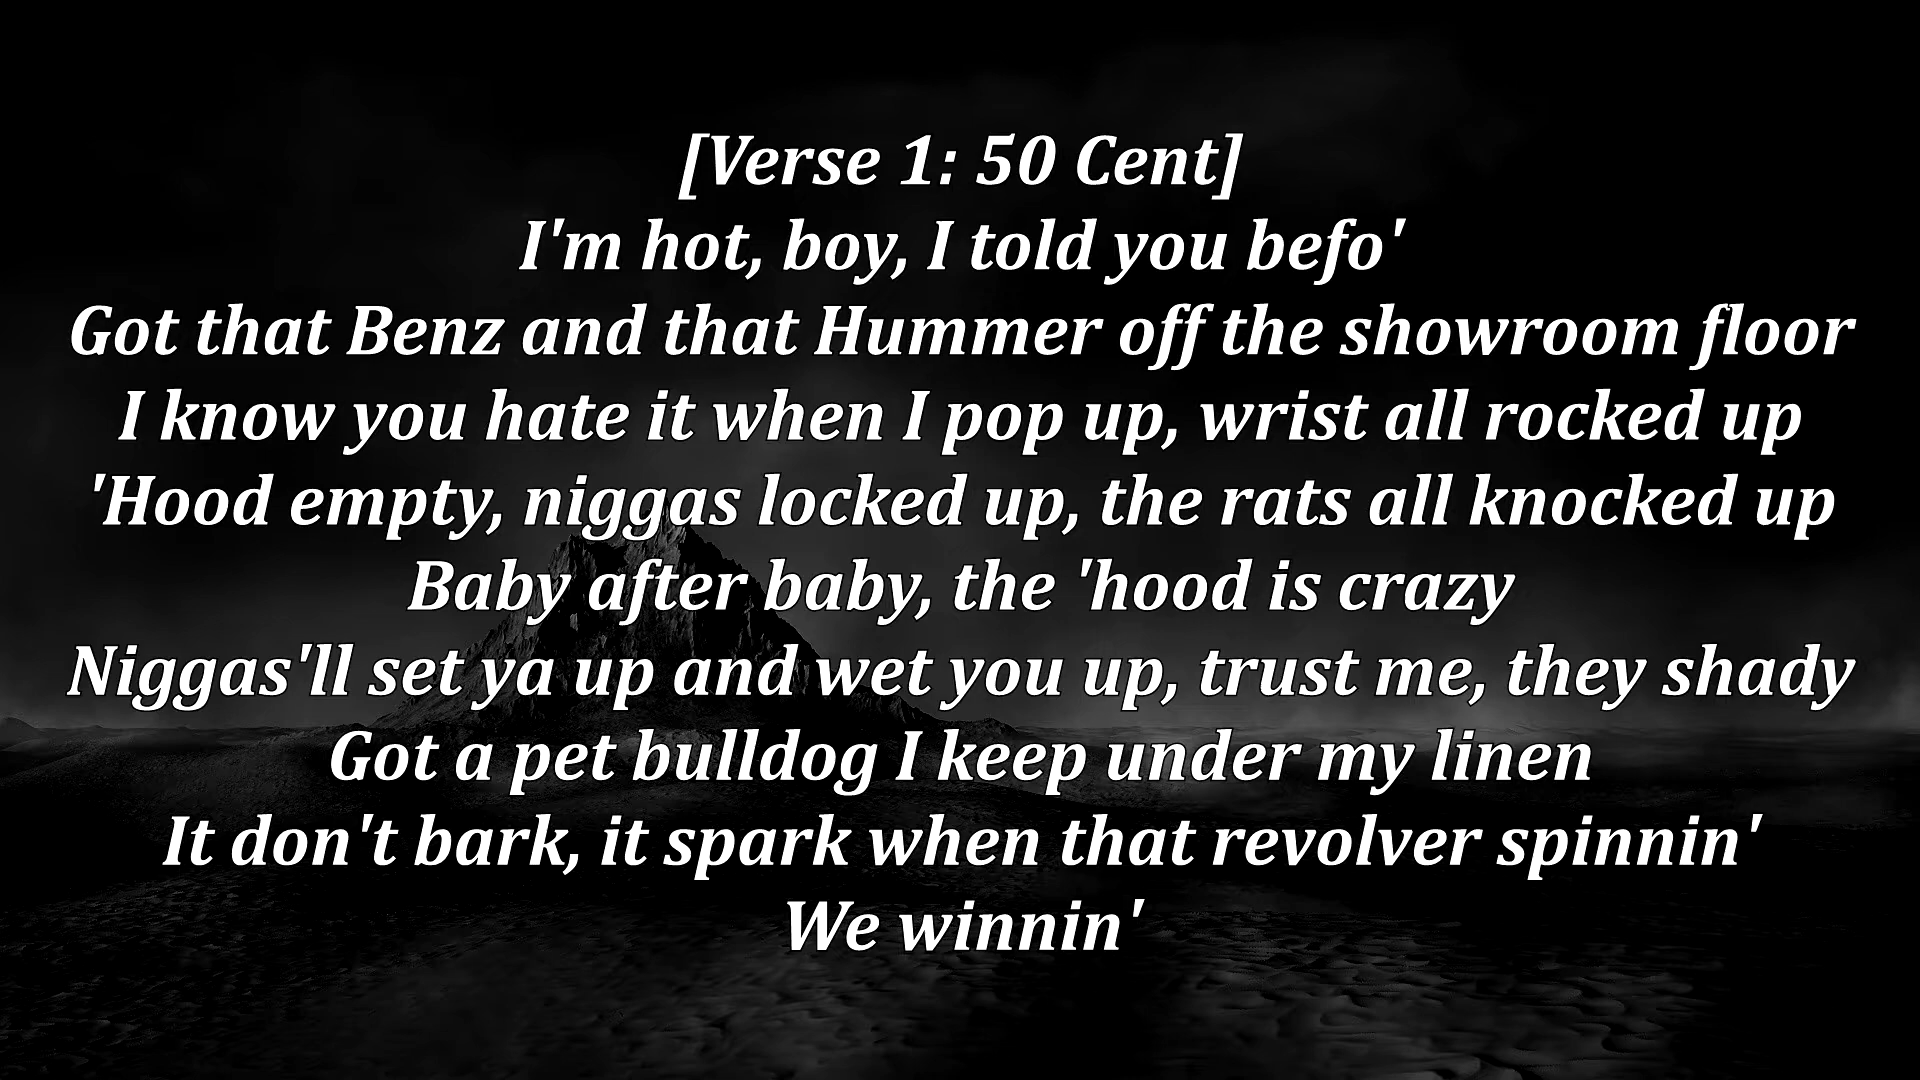 [Verse 1: 50 Cent]
I'm hot, boy, I told you befo'
Got that Benz and that Hummer off the showroom floor
I know you hate it when I pop up, wrist all rocked up
'Hood empty, niggas locked up, the rats all knocked up
Baby after baby, the 'hood is crazy
Niggas'll set ya up and wet you up, trust me, they shady
Got a pet bulldog I keep under my linen
It don't bark, it spark when that revolver spinnin'
We winnin'